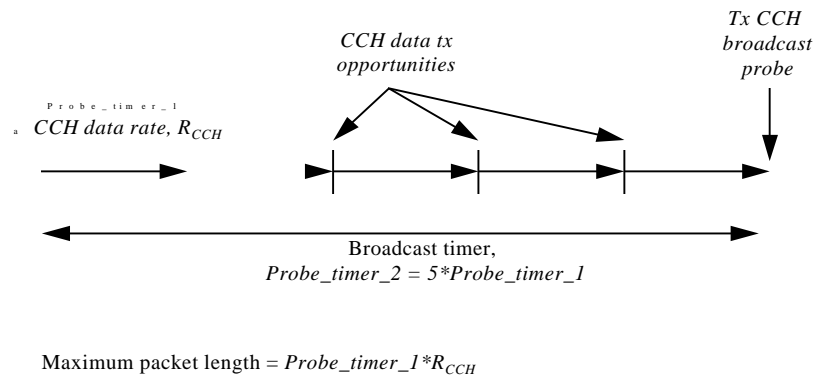 CCH data tx
opportunities
Tx CCH
broadcast
probe
Probe_timer_1
a CCH data rate, R_CCH
Broadcast timer,
Probe_timer_2 = 5*Probe_timer_1
Maximum packet length = Probe_timer_1*R_CCH